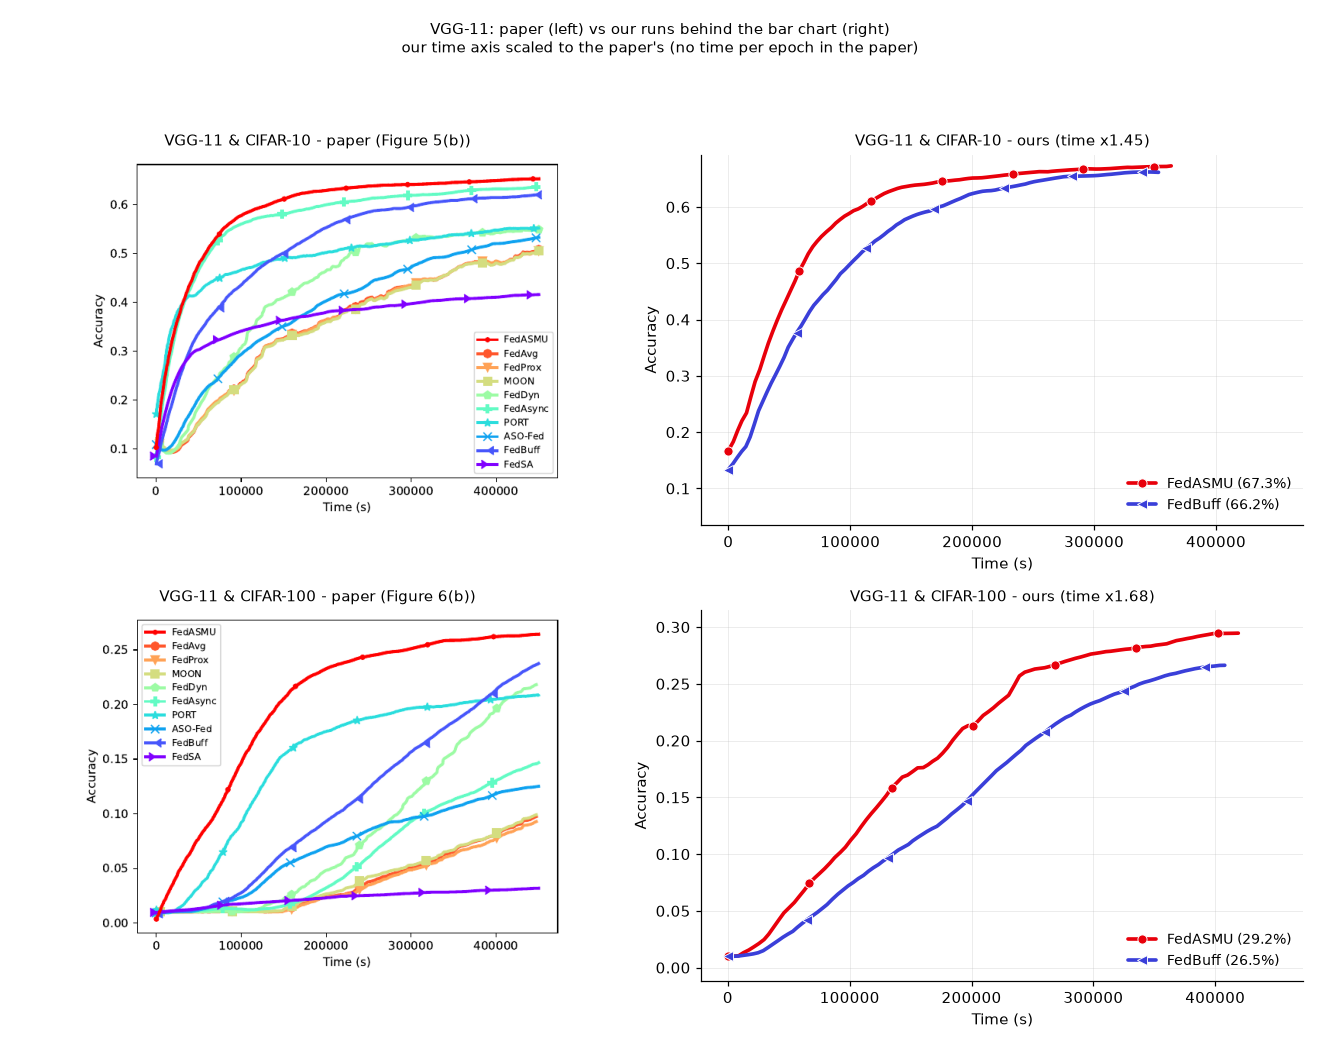 VGG-11: paper (left) vs our runs behind the bar chart (right)
our time axis scaled to the paper's (no time per epoch in the paper)
VGG-11 & CIFAR-10 - paper (Figure 5(b))
Accuracy
0.6
0.5
0.4
0.3
0.2
0.1
FedASMU
FedAvg
FedProx
MOON
FedDyn
FedAsync
PORT
ASO-Fed
FedBuff
FedSA
0 100000 200000 300000 400000
Time (s)
VGG-11 & CIFAR-10 - ours (time x1.45)
Accuracy
0.6
0.5
0.4
0.3
0.2
0.1
FedASMU (67.3%)
FedBuff (66.2%)
0 100000 200000 300000 400000
Time (s)
VGG-11 & CIFAR-100 - paper (Figure 6(b))
Accuracy
0.25
0.20
0.15
0.10
0.05
0.00
FedASMU
FedAvg
FedProx
MOON
FedDyn
FedAsync
PORT
ASO-Fed
FedBuff
FedSA
0 100000 200000 300000 400000
Time (s)
VGG-11 & CIFAR-100 - ours (time x1.68)
Accuracy
0.30
0.25
0.20
0.15
0.10
0.05
0.00
FedASMU (29.2%)
FedBuff (26.5%)
0 100000 200000 300000 400000
Time (s)